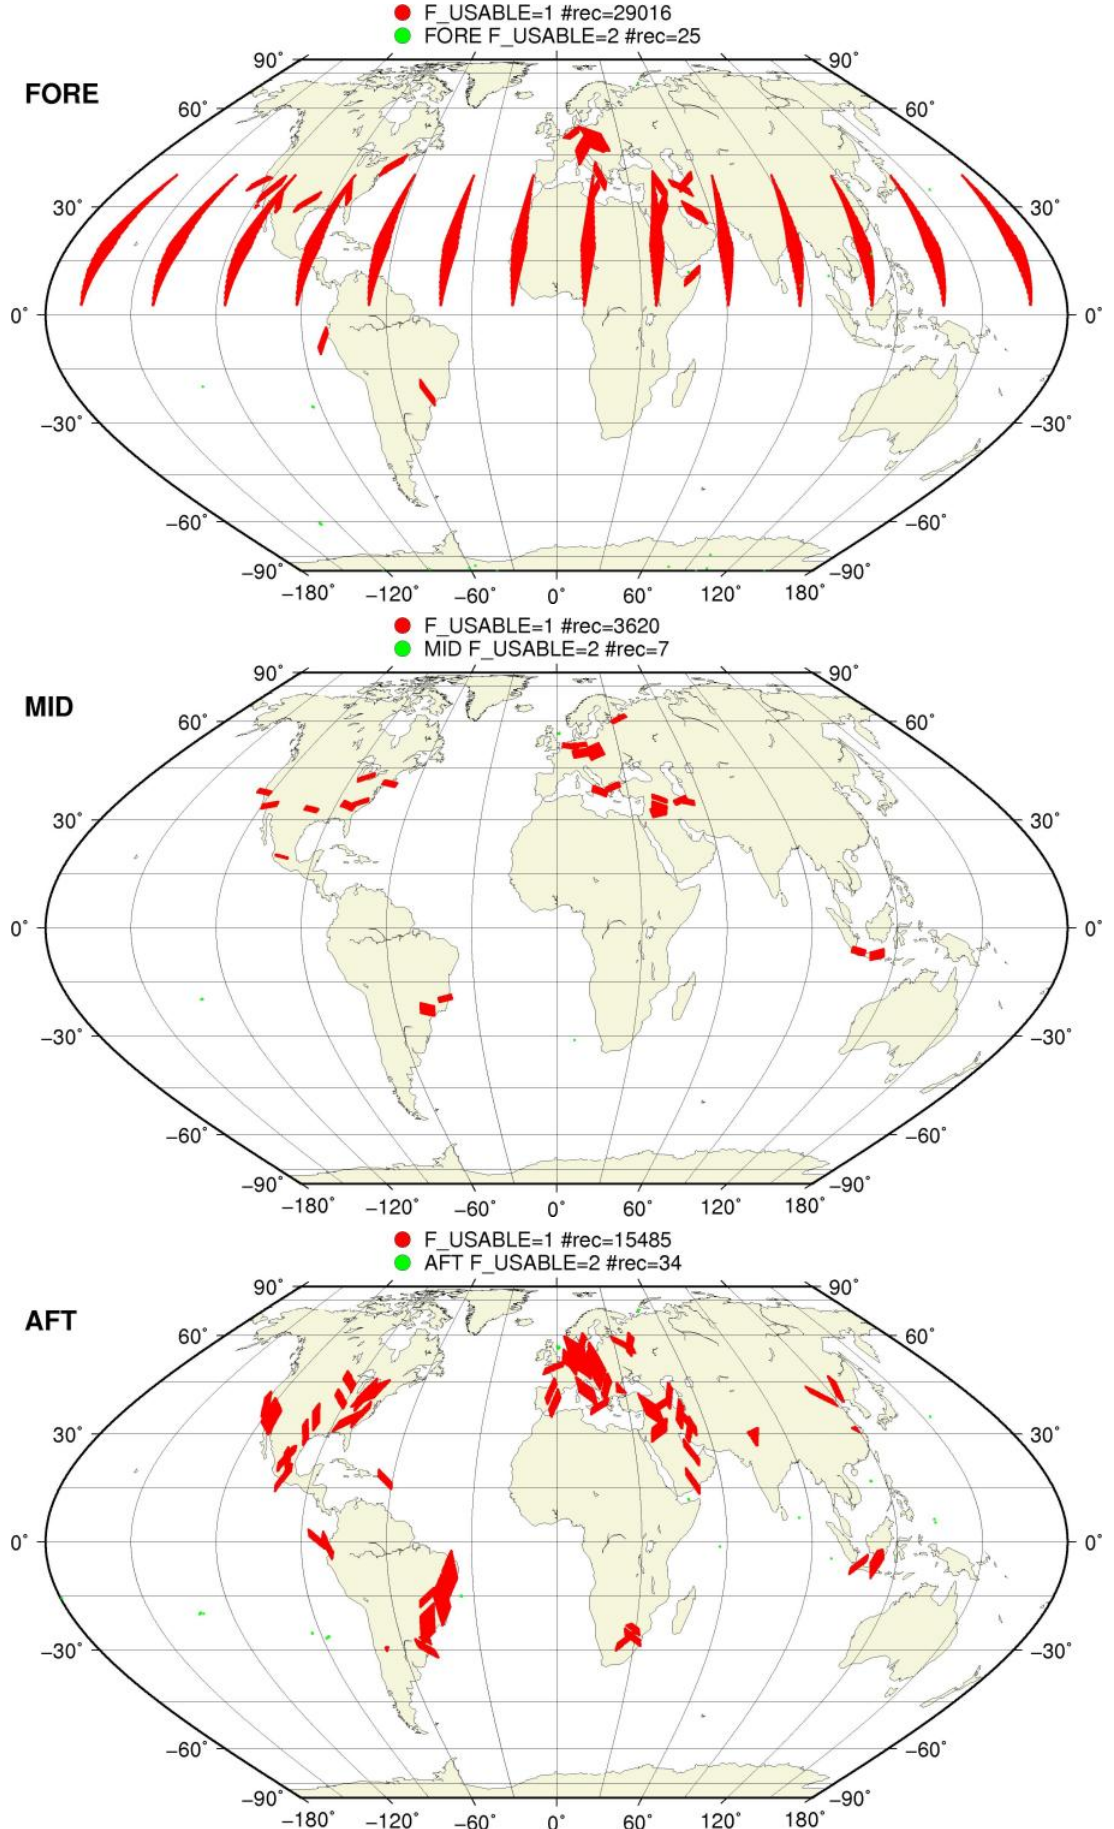 F_USABLE=1 #rec=29016
FORE F_USABLE=2 #rec=25
FORE
90° 90°
60° 60°
30° 30°
0° 0°
−30° −30°
−60° −60°
−90° −90°
−180° −120° −60° 0° 60° 120° 180°
F_USABLE=1 #rec=3620
MID F_USABLE=2 #rec=7
MID
90° 90°
60° 60°
30° 30°
0° 0°
−30° −30°
−60° −60°
−90° −90°
−180° −120° −60° 0° 60° 120° 180°
F_USABLE=1 #rec=15485
AFT F_USABLE=2 #rec=34
AFT
90° 90°
60° 60°
30° 30°
0° 0°
−30° −30°
−60° −60°
−90° −90°
−180° −120° −60° 0° 60° 120° 180°